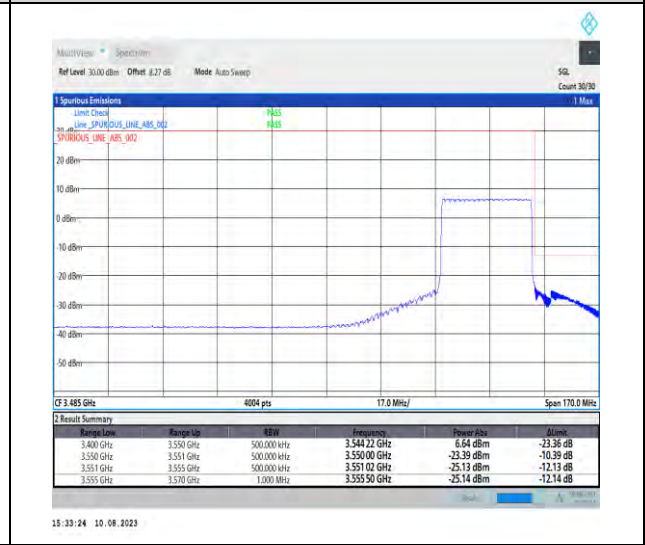 MultiView Spectrum
Ref Level 30.00 dBm Offset 8.27 dB Mode Auto Sweep SGL
Count 30/30
1 Spurious Emissions 1 Max
Limit Check PASS
Line _SPURIOUS_LINE_ABS_002 PASS
_SPURIOUS_LINE_ABS_002
20 dBm
10 dBm
0 dBm
-10 dBm
-20 dBm
-30 dBm
-40 dBm
-50 dBm
CF 3.485 GHz 4004 pts 17.0 MHz/ Span 170.0 MHz
2 Result Summary
Range Low Range Up RBW Frequency Power Abs ΔLimit
3.400 GHz 3.550 GHz 500.000 kHz 3.544 22 GHz 6.64 dBm -23.36 dB
3.550 GHz 3.551 GHz 500.000 kHz 3.550 00 GHz -23.39 dBm -10.39 dB
3.551 GHz 3.555 GHz 500.000 kHz 3.551 02 GHz -25.13 dBm -12.13 dB
3.555 GHz 3.570 GHz 1.000 MHz 3.555 50 GHz -25.14 dBm -12.14 dB
15:33:24 10.08.2023